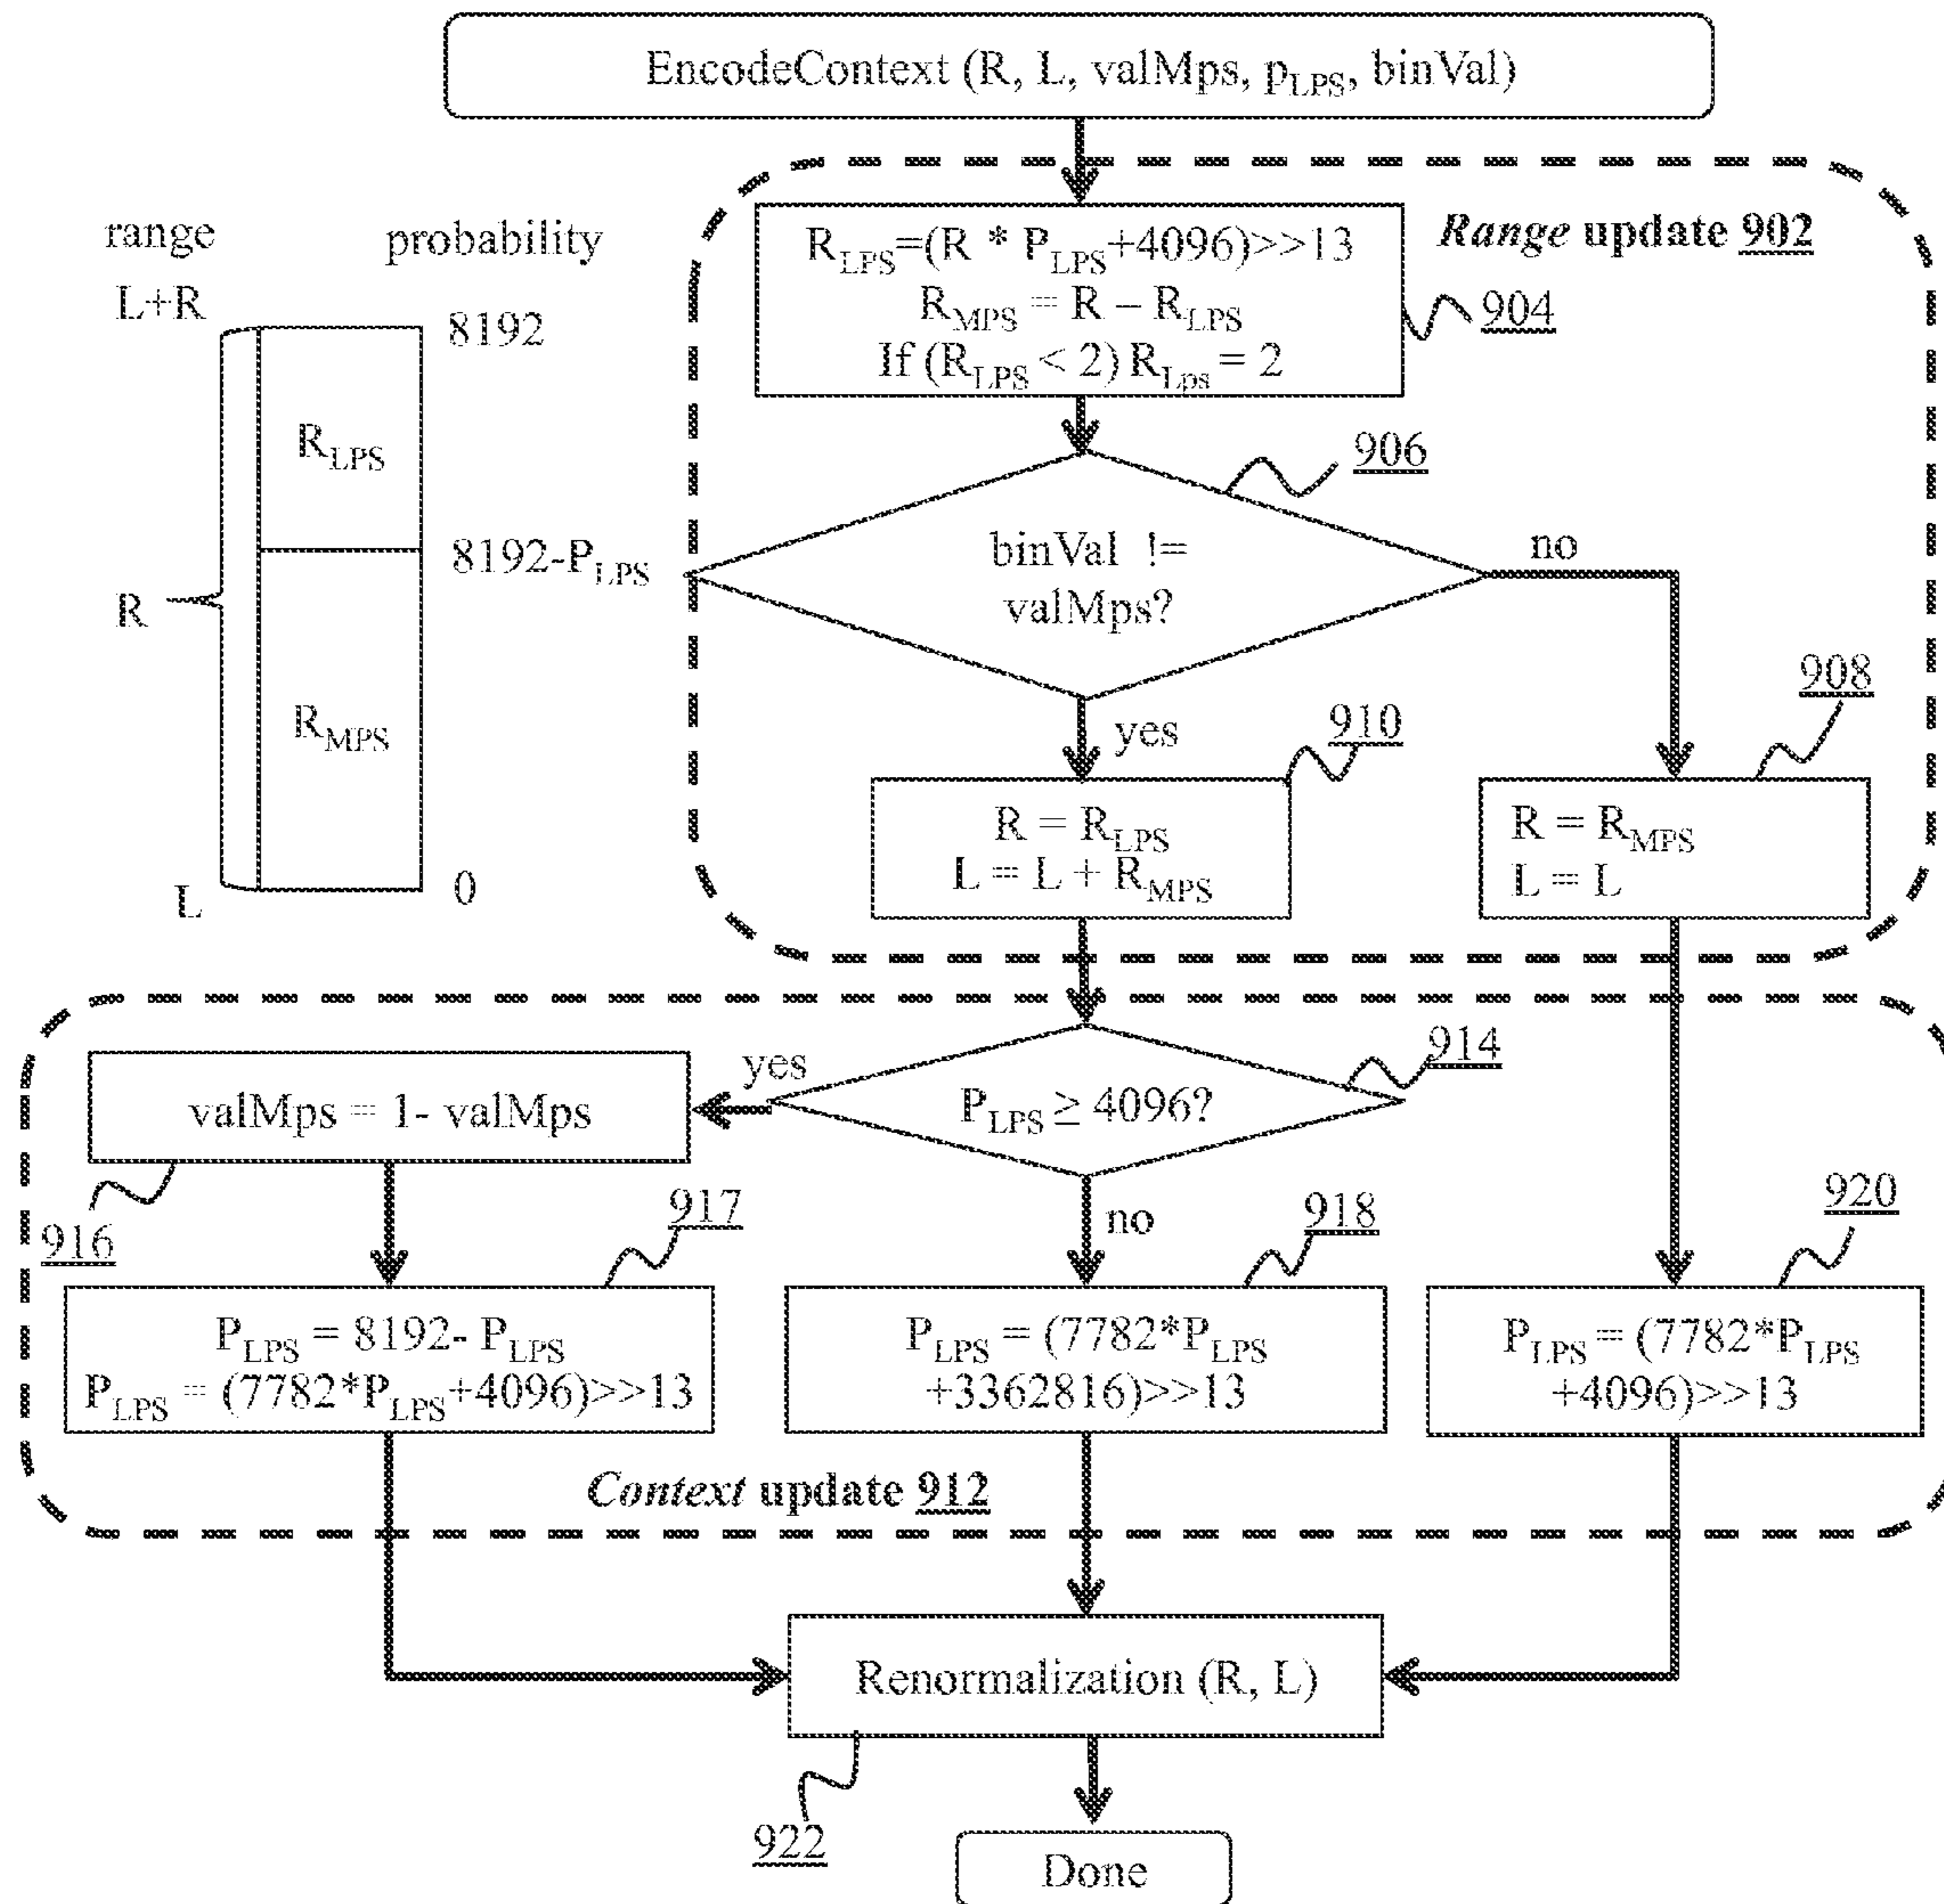 EncodeContext (R, L, valMps, pLPS, binVal)
Range update 902
RLPS=(R * PLPS+4096)>>13
RMPS = R – RLPS
If (RLPS < 2) RLps = 2
904
range
probability
L+R
8192
RLPS
8192-PLPS
R
RMPS
L
0
906
binVal !=
valMps?
no
yes
910
908
R = RLPS
L = L + RMPS
R = RMPS
L = L
914
PLPS ≥ 4096?
yes
valMps = 1- valMps
916
no
917
918
920
PLPS = 8192- PLPS
PLPS = (7782*PLPS+4096)>>13
PLPS = (7782*PLPS
+3362816)>>13
PLPS = (7782*PLPS
+4096)>>13
Context update 912
Renormalization (R, L)
922
Done